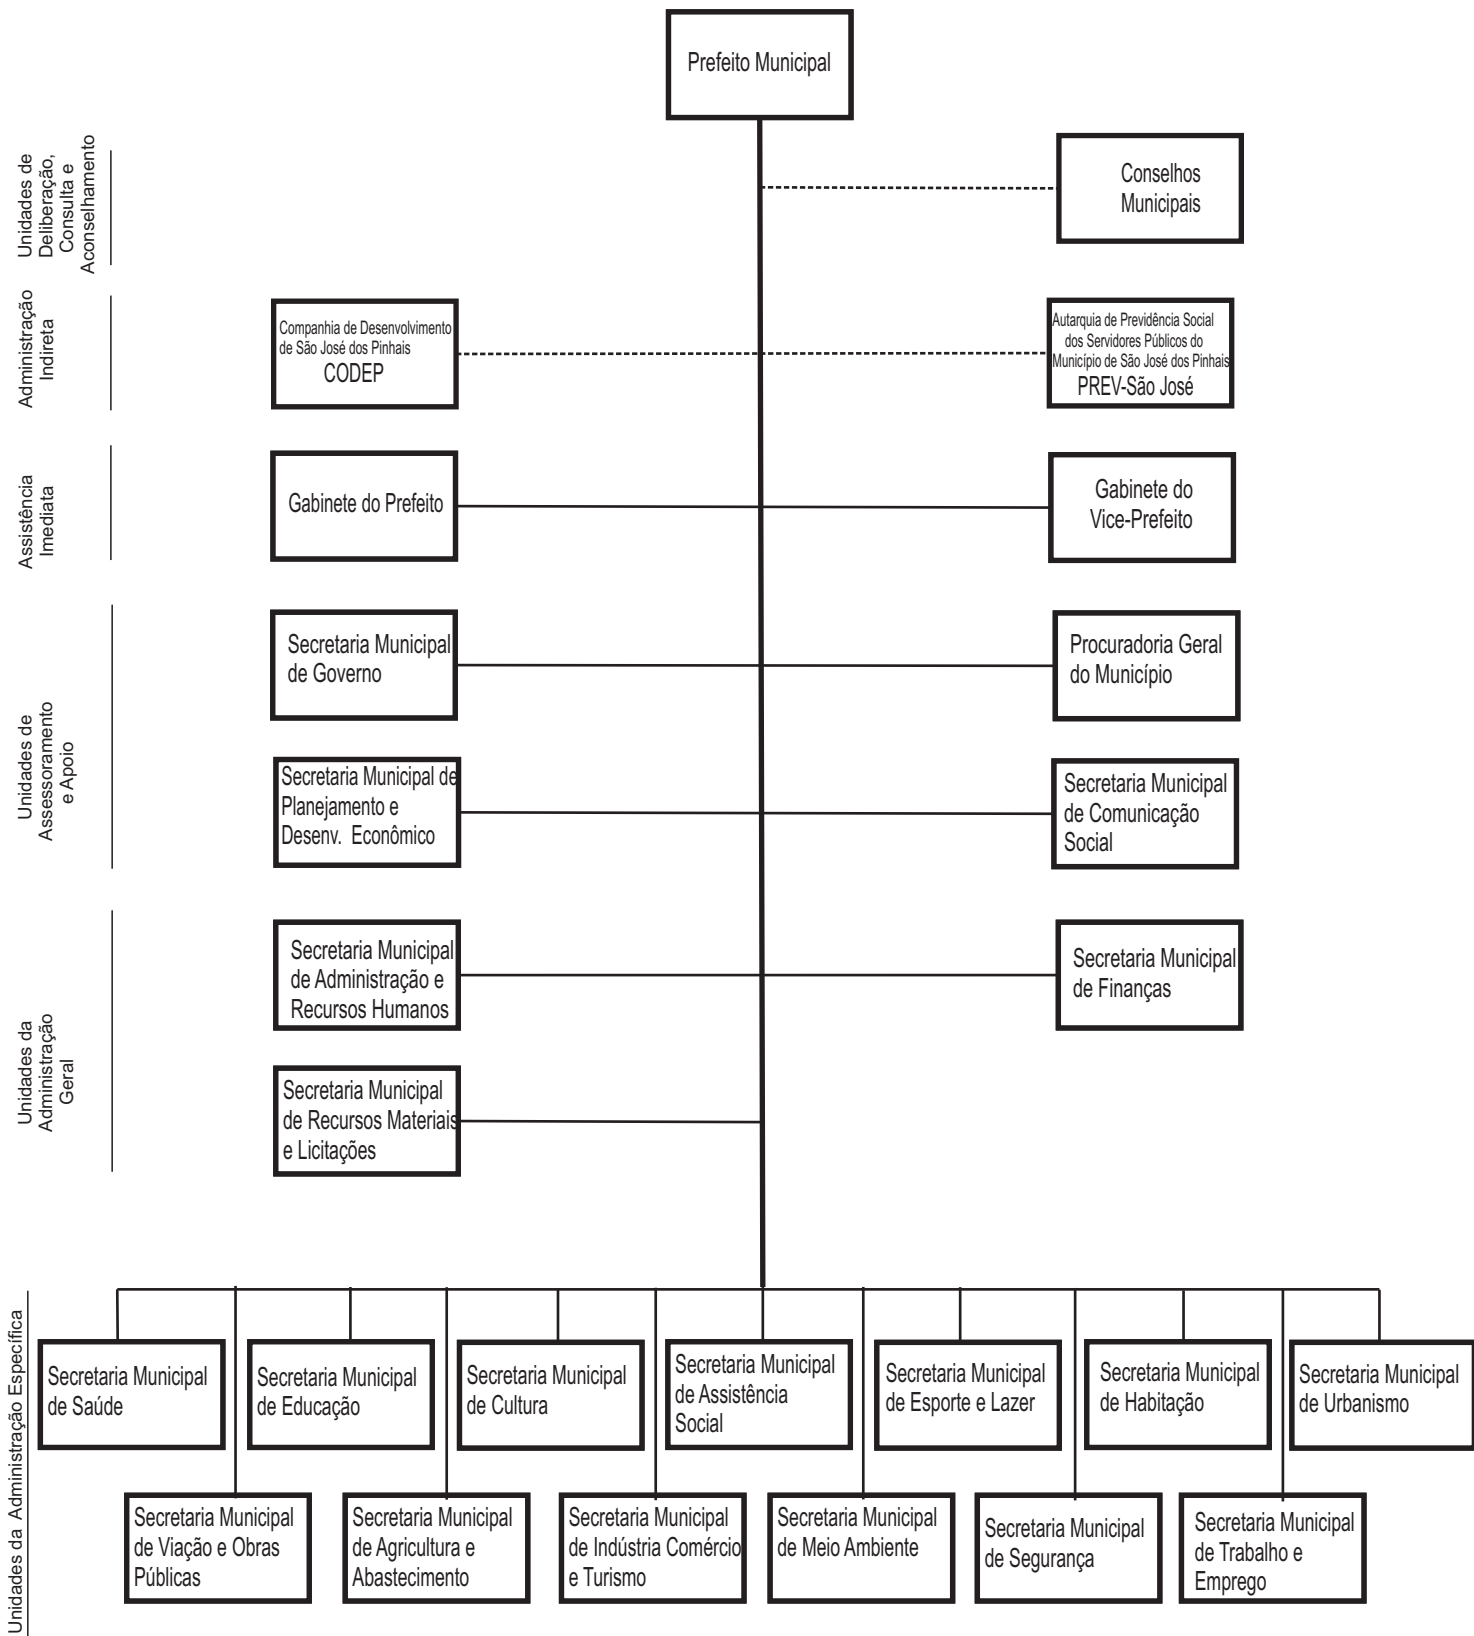 Prefeito Municipal
Unidades de
Deliberação,
Consulta e
Aconselhamento
Conselhos
Municipais
Administração
Indireta
Companhia de Desenvolvimento
de São José dos Pinhais
CODEP
Autarquia de Previdência Social
dos Servidores Públicos do
Município de São José dos Pinhais
PREV-São José
Assistência
Imediata
Gabinete do Prefeito
Gabinete do
Vice-Prefeito
Unidades de
Assessoramento
e Apoio
Secretaria Municipal
de Governo
Procuradoria Geral
do Município
Secretaria Municipal de
Planejamento e
Desenv. Econômico
Secretaria Municipal
de Comunicação
Social
Unidades da
Administração
Geral
Secretaria Municipal
de Administração e
Recursos Humanos
Secretaria Municipal
de Finanças
Secretaria Municipal
de Recursos Materiais
e Licitações
Unidades da Administração Específica
Secretaria Municipal
de Saúde
Secretaria Municipal
de Educação
Secretaria Municipal
de Cultura
Secretaria Municipal
de Assistência
Social
Secretaria Municipal
de Esporte e Lazer
Secretaria Municipal
de Habitação
Secretaria Municipal
de Urbanismo
Secretaria Municipal
de Viação e Obras
Públicas
Secretaria Municipal
de Agricultura e
Abastecimento
Secretaria Municipal
de Indústria Comércio
e Turismo
Secretaria Municipal
de Meio Ambiente
Secretaria Municipal
de Segurança
Secretaria Municipal
de Trabalho e
Emprego